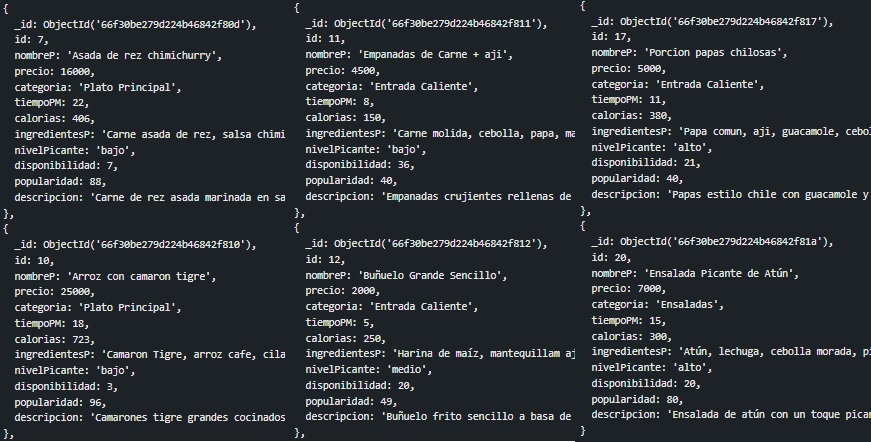 {
_id: ObjectId('66f30be279d224b46842f80d'),
id: 7,
nombreP: 'Asada de rez chimichurry',
precio: 16000,
categoria: 'Plato Principal',
tiempoPM: 22,
calorias: 406,
ingredientesP: 'Carne asada de rez, salsa chimi
nivelPicante: 'bajo',
disponibilidad: 7,
popularidad: 88,
descripcion: 'Carne de rez asada marinada en sa
},
{
_id: ObjectId('66f30be279d224b46842f810'),
id: 10,
nombreP: 'Arroz con camaron tigre',
precio: 25000,
categoria: 'Plato Principal',
tiempoPM: 18,
calorias: 723,
ingredientesP: 'Camaron Tigre, arroz cafe, cila
nivelPicante: 'bajo',
disponibilidad: 3,
popularidad: 96,
descripcion: 'Camarones tigre grandes cocinados
},
{
_id: ObjectId('66f30be279d224b46842f811'),
id: 11,
nombreP: 'Empanadas de Carne + aji',
precio: 4500,
categoria: 'Entrada Caliente',
tiempoPM: 8,
calorias: 150,
ingredientesP: 'Carne molida, cebolla, papa, ma
nivelPicante: 'bajo',
disponibilidad: 36,
popularidad: 40,
descripcion: 'Empanadas crujientes rellenas de
},
{
_id: ObjectId('66f30be279d224b46842f812'),
id: 12,
nombreP: 'Buñuelo Grande Sencillo',
precio: 2000,
categoria: 'Entrada Caliente',
tiempoPM: 5,
calorias: 250,
ingredientesP: 'Harina de maíz, mantequillam aj
nivelPicante: 'medio',
disponibilidad: 20,
popularidad: 49,
descripcion: 'Buñuelo frito sencillo a basa de
},
{
_id: ObjectId('66f30be279d224b46842f817'),
id: 17,
nombreP: 'Porcion papas chilosas',
precio: 5000,
categoria: 'Entrada Caliente',
tiempoPM: 11,
calorias: 380,
ingredientesP: 'Papa comun, aji, guacamole, cebol
nivelPicante: 'alto',
disponibilidad: 21,
popularidad: 40,
descripcion: 'Papas estilo chile con guacamole y
},
{
_id: ObjectId('66f30be279d224b46842f81a'),
id: 20,
nombreP: 'Ensalada Picante de Atún',
precio: 7000,
categoria: 'Ensaladas',
tiempoPM: 15,
calorias: 300,
ingredientesP: 'Atún, lechuga, cebolla morada, pi
nivelPicante: 'alto',
disponibilidad: 20,
popularidad: 80,
descripcion: 'Ensalada de atún con un toque pican
}